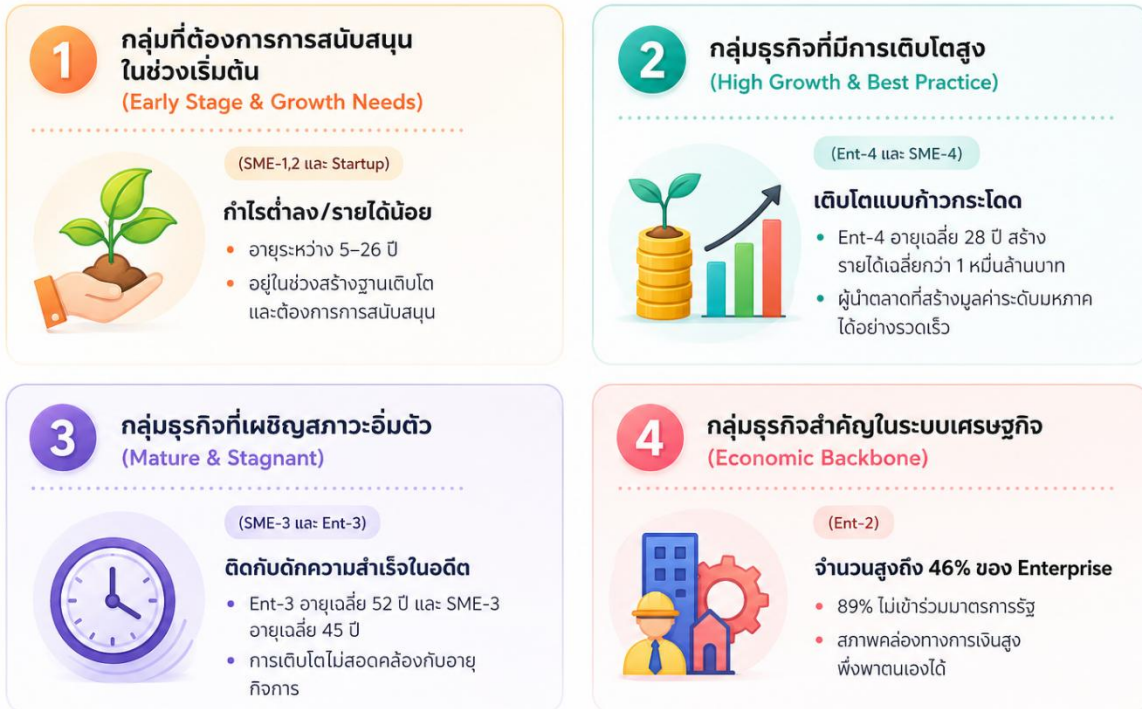 1
กลุ่มที่ต้องการการสนับสนุน
ในช่วงเริ่มต้น
(Early Stage & Growth Needs)
(SME-1,2 และ Startup)
กำไรต่ำลง/รายได้น้อย
• อายุระหว่าง 5–26 ปี
• อยู่ในช่วงสร้างฐานเติบโต
และต้องการการสนับสนุน
2
กลุ่มธุรกิจที่มีการเติบโตสูง
(High Growth & Best Practice)
(Ent-4 และ SME-4)
เติบโตแบบก้าวกระโดด
• Ent-4 อายุเฉลี่ย 28 ปี สร้าง
รายได้เฉลี่ยกว่า 1 หมื่นล้านบาท
• ผู้นำตลาดที่สร้างมูลค่าระดับมหภาค
ได้อย่างรวดเร็ว
3
กลุ่มธุรกิจที่เผชิญสภาวะอิ่มตัว
(Mature & Stagnant)
(SME-3 และ Ent-3)
ติดกับดักความสำเร็จในอดีต
• Ent-3 อายุเฉลี่ย 52 ปี และ SME-3
อายุเฉลี่ย 45 ปี
• การเติบโตไม่สอดคล้องกับอายุ
กิจการ
4
กลุ่มธุรกิจสำคัญในระบบเศรษฐกิจ
(Economic Backbone)
(Ent-2)
จำนวนสูงถึง 46% ของ Enterprise
• 89% ไม่เข้าร่วมมาตรการรัฐ
• สภาพคล่องทางการเงินสูง
พึ่งพาตนเองได้